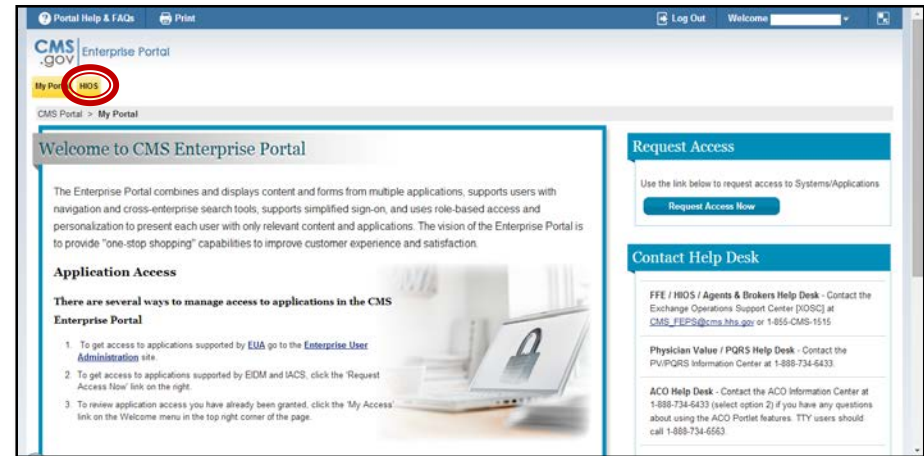 Portal Help & FAQs Print Log Out Welcome
CMS Enterprise Portal
.gov
My Por HIOS
CMS Portal > My Portal
Welcome to CMS Enterprise Portal
The Enterprise Portal combines and displays content and forms from multiple applications, supports users with
navigation and cross-enterprise search tools, supports simplified sign-on, and uses role-based access and
personalization to present each user with only relevant content and applications. The vision of the Enterprise Portal is
to provide "one-stop shopping" capabilities to improve customer experience and satisfaction.
Application Access
There are several ways to manage access to applications in the CMS
Enterprise Portal
1. To get access to applications supported by EUA go to the Enterprise User
Administration site.
2. To get access to applications supported by EIDM and IACS, click the 'Request
Access Now' link on the right.
3. To review application access you have already been granted, click the 'My Access'
link on the Welcome menu in the top right corner of the page.
Request Access
Use the link below to request access to Systems/Applications
Request Access Now
Contact Help Desk
FFE / HIOS / Agents & Brokers Help Desk - Contact the
Exchange Operations Support Center [XOSC] at
CMS_FEPS@cms.hhs.gov or 1-855-CMS-1515
Physician Value / PQRS Help Desk - Contact the
PV/PQRS Information Center at 1-888-734-6433.
ACO Help Desk - Contact the ACO Information Center at
1-888-734-6433 (select option 2) if you have any questions
about using the ACO Portlet features. TTY users should
call 1-888-734-6563